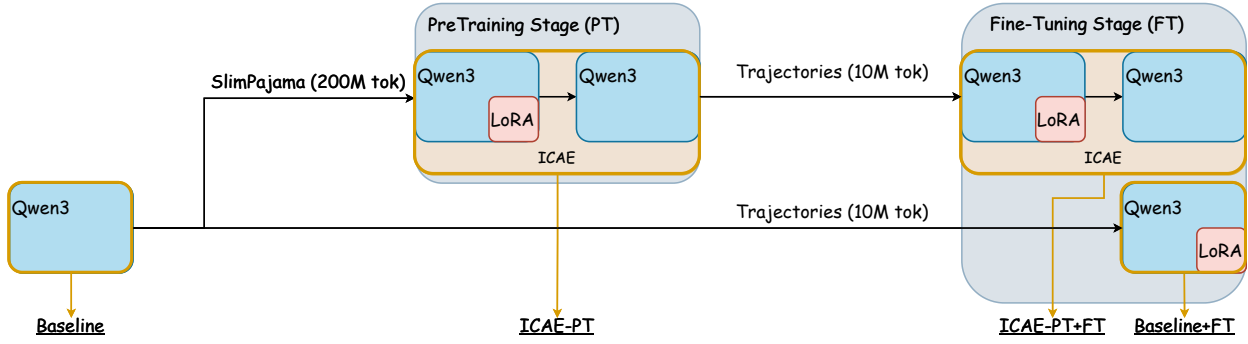 PreTraining Stage (PT)
Fine-Tuning Stage (FT)
Qwen3
Qwen3
Trajectories (10M tok)
Qwen3
Qwen3
SlimPajama (200M tok)
LoRA
LoRA
ICAE
ICAE
Qwen3
Trajectories (10M tok)
Qwen3
LoRA
Baseline
ICAE-PT
ICAE-PT+FT
Baseline+FT